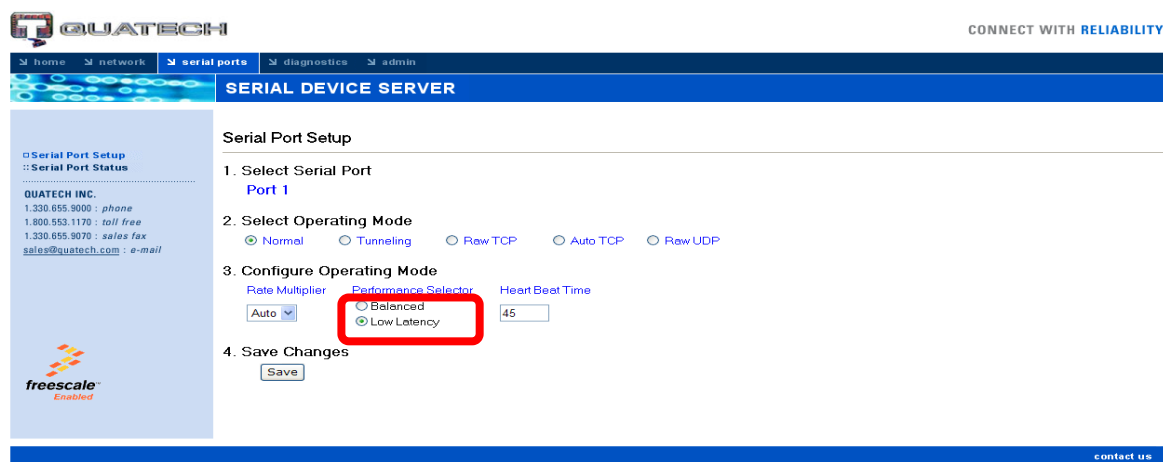 QUATECH
CONNECT WITH RELIABILITY
home network serial ports diagnostics admin
SERIAL DEVICE SERVER
Serial Port Setup
Serial Port Status
QUATECH INC.
1.330.655.9000 : phone
1.800.553.1170 : toll free
1.330.655.9070 : sales fax
sales@quatech.com : e-mail
freescale™
Enabled
Serial Port Setup
1. Select Serial Port
Port 1
2. Select Operating Mode
Normal Tunneling Raw TCP Auto TCP Raw UDP
3. Configure Operating Mode
Rate Multiplier Performance Selector Heart Beat Time
Auto Balanced 45
Low Latency
4. Save Changes
Save
contact us